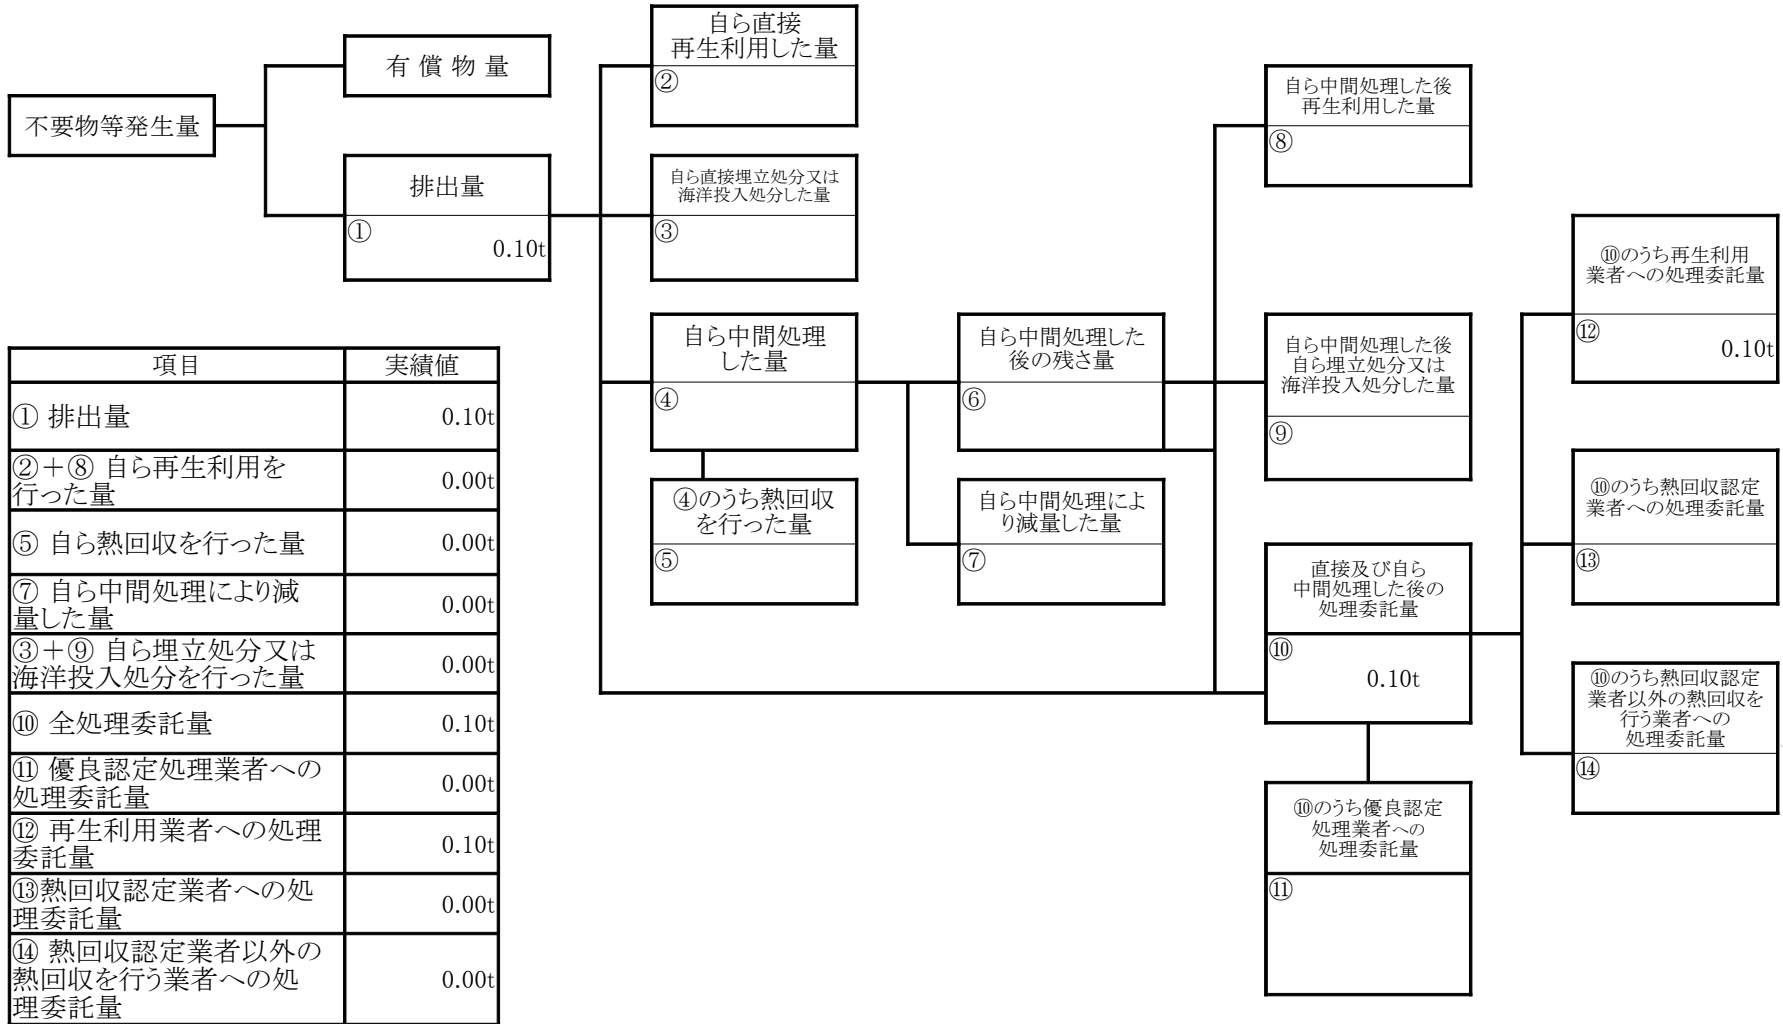 不要物等発生量
有 償 物 量
排出量
①
0.10t
自ら直接
再生利用した量
②
自ら直接埋立処分又は
海洋投入処分した量
③
自ら中間処理
した量
④
④のうち熱回収
を行った量
⑤
自ら中間処理した
後の残さ量
⑥
自ら中間処理によ
り減量した量
⑦
自ら中間処理した後
再生利用した量
⑧
自ら中間処理した後
自ら埋立処分又は
海洋投入処分した量
⑨
直接及び自ら
中間処理した後の
処理委託量
⑩
0.10t
⑩のうち優良認定
処理業者への
処理委託量
⑪
⑩のうち再生利用
業者への処理委託量
⑫
0.10t
⑩のうち熱回収認定
業者への処理委託量
⑬
⑩のうち熱回収認定
業者以外の熱回収を
行う業者への
処理委託量
⑭
項目 実績値
① 排出量 0.10t
②＋⑧ 自ら再生利用を
行った量 0.00t
⑤ 自ら熱回収を行った量 0.00t
⑦ 自ら中間処理により減
量した量 0.00t
③＋⑨ 自ら埋立処分又は
海洋投入処分を行った量 0.00t
⑩ 全処理委託量 0.10t
⑪ 優良認定処理業者への
処理委託量 0.00t
⑫ 再生利用業者への処理
委託量 0.10t
⑬熱回収認定業者への処
理委託量 0.00t
⑭ 熱回収認定業者以外の
熱回収を行う業者への処
理委託量 0.00t